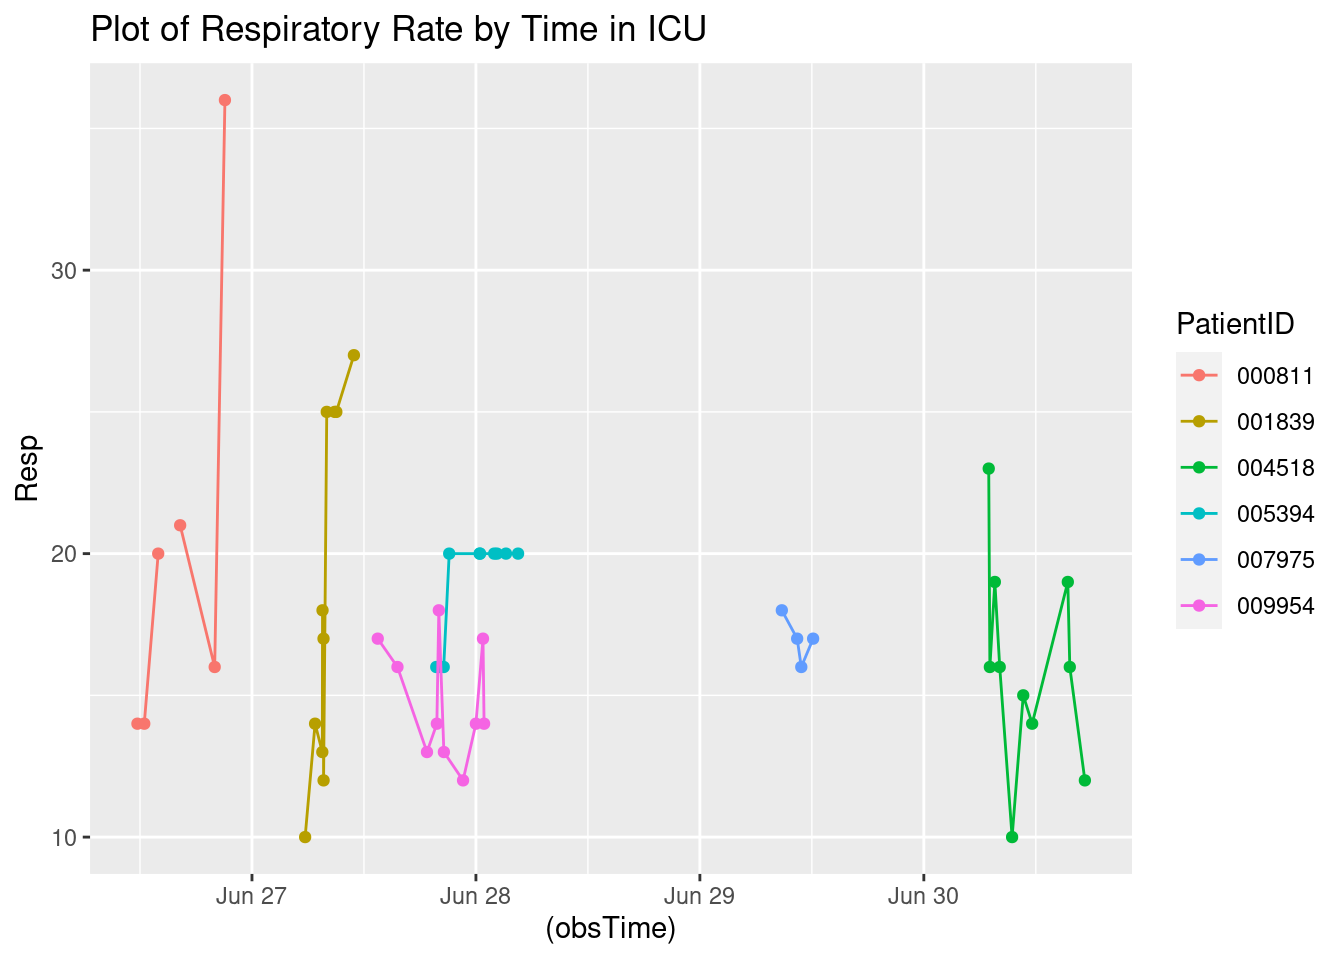 Plot of Respiratory Rate by Time in ICU
30
20
10
Resp
Jun 27
Jun 28
Jun 29
Jun 30
(obsTime)
PatientID
000811
001839
004518
005394
007975
009954